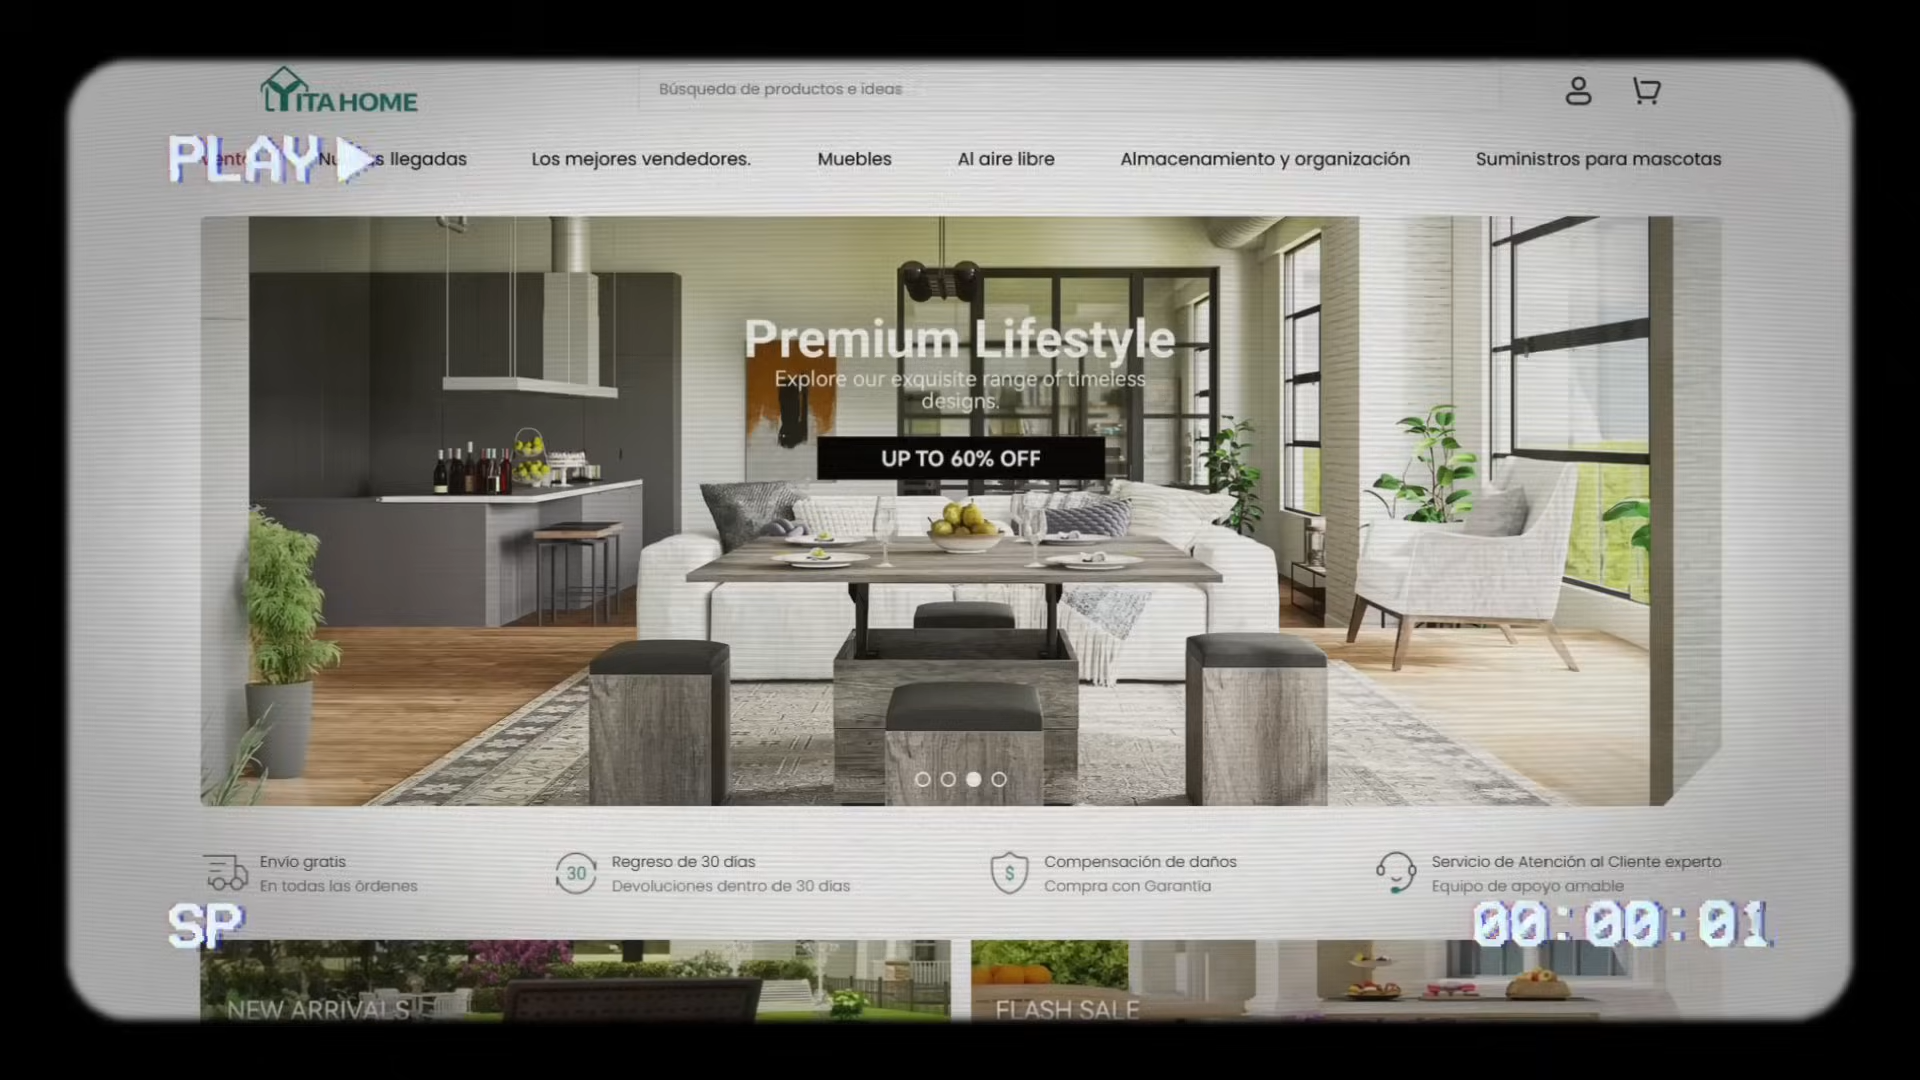 YITAHOME
Búsqueda de productos e ideas
PLAY
llegadas
Los mejores vendedores.
Muebles
Al aire libre
Almacenamiento y organización
Suministros para mascotas
Premium Lifestyle
Explore our exquisite range of timeless
designs.
UP TO 60% OFF
Envío gratis
En todas las órdenes
30
Regreso de 30 días
Devoluciones dentro de 30 días
$
Compensación de daños
Compra con Garantía
Servicio de Atención al Cliente experto
Equipo de apoyo amable
SP
00:00:01
NEW ARRIVALS
FLASH SALE